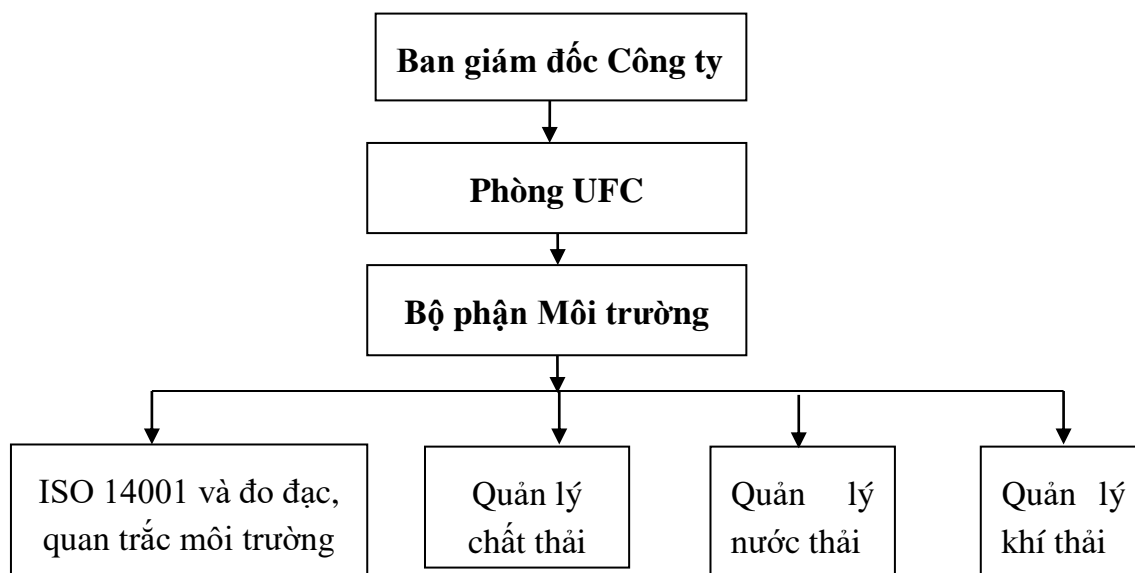 Ban giám đốc Công ty
Phòng UFC
Bộ phận Môi trường
ISO 14001 và đo đạc,
quan trắc môi trường
Quản lý
chất thải
Quản lý
nước thải
Quản lý
khí thải